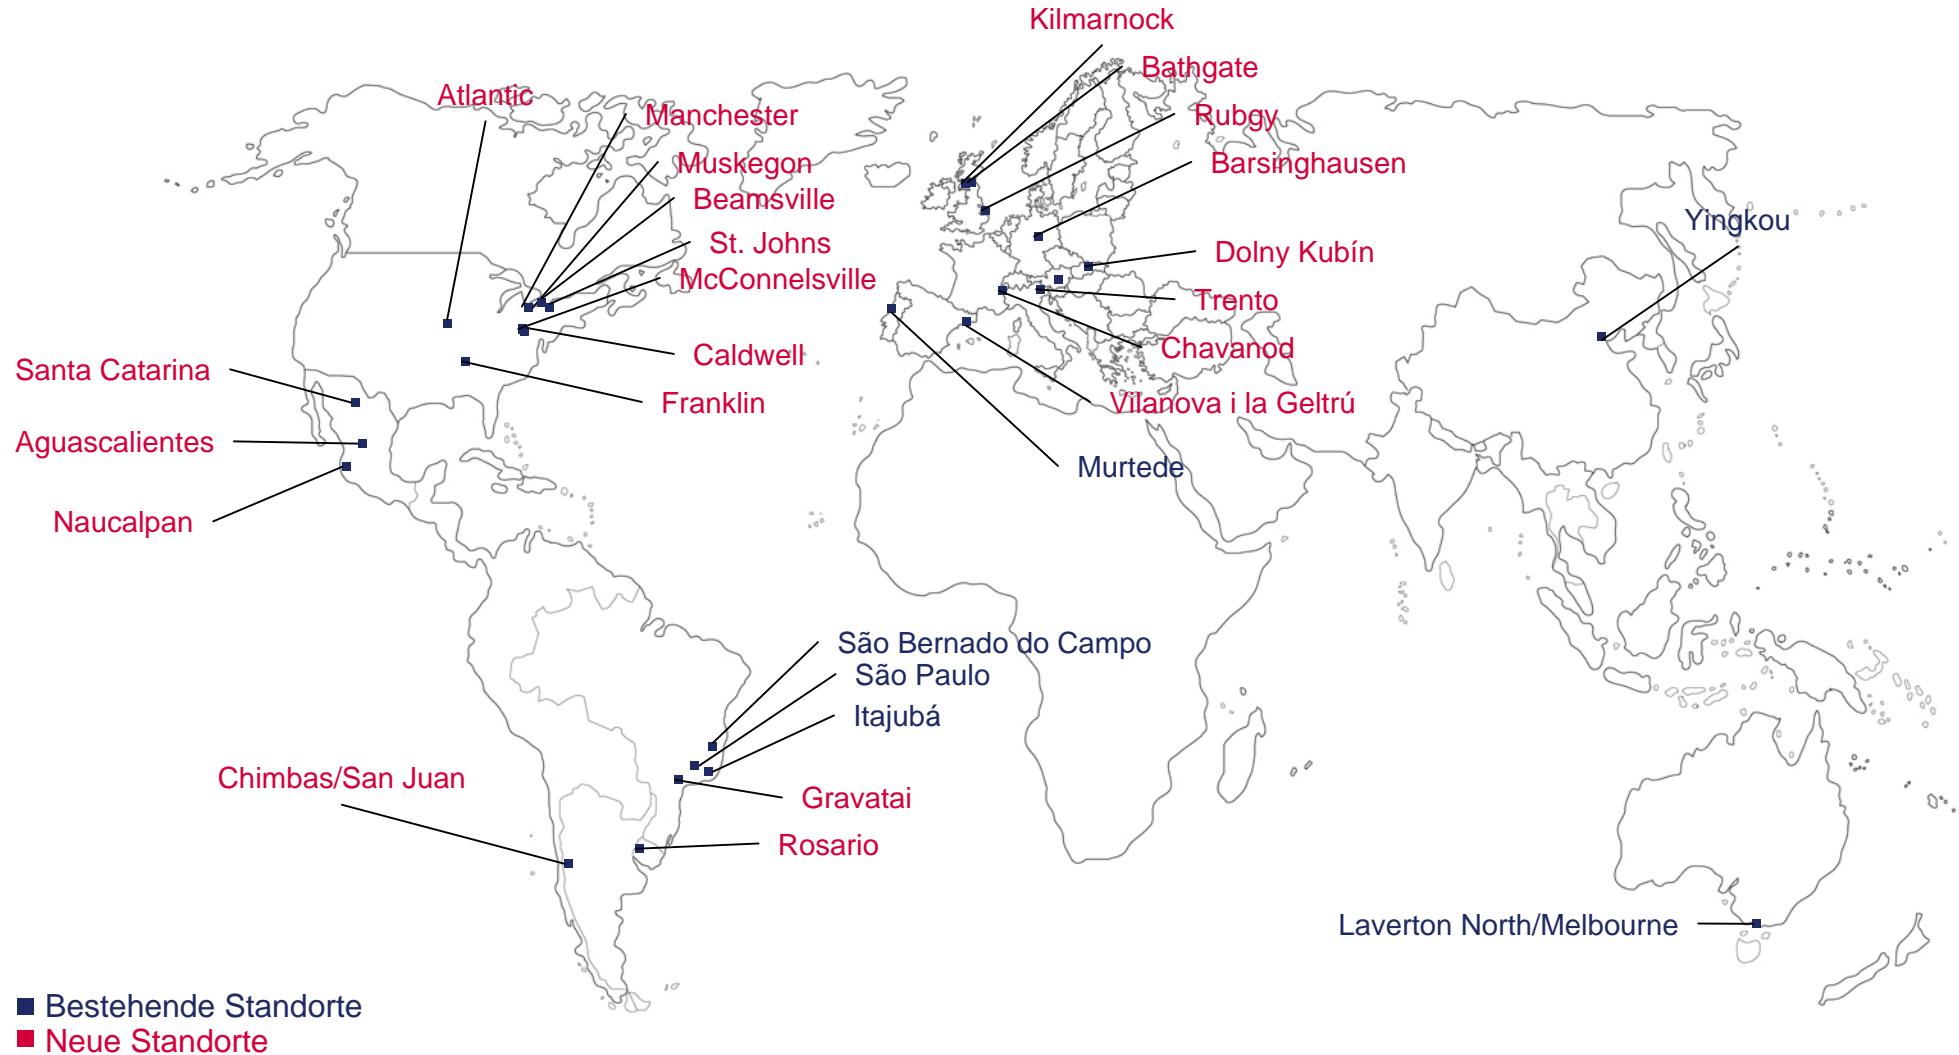 Kilmarnock
Bathgate
Atlantic
Manchester
Rubgy
Muskegon
Barsinghausen
Beamsville
Yingkou
St. Johns
Dolny Kubín
McConnelsville
Trento
Chavanod
Caldwell
Santa Catarina
Franklin
Vilanova i la Geltrú
Aguascalientes
Murtede
Naucalpan
São Bernado do Campo
São Paulo
Itajubá
Chimbas/San Juan
Gravatai
Rosario
Laverton North/Melbourne
Bestehende Standorte
Neue Standorte